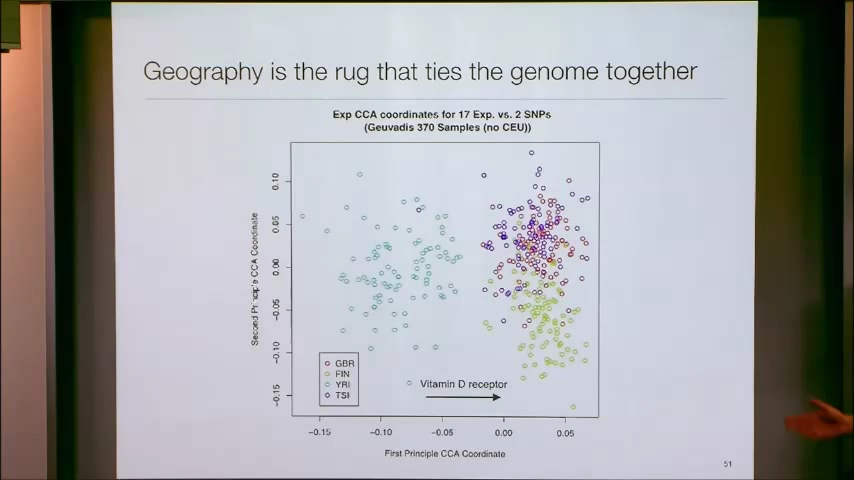 Geography is the rug that ties the genome together
Exp CCA coordinates for 17 Exp. vs. 2 SNPs
(Geuvadis 370 Samples (no CEU))
Second Principle CCA Coordinate
0.10
0.05
0.00
−0.05
−0.10
−0.15
GBR
FIN
YRI
TSI
Vitamin D receptor
−0.15 −0.10 −0.05 0.00 0.05
First Principle CCA Coordinate
51